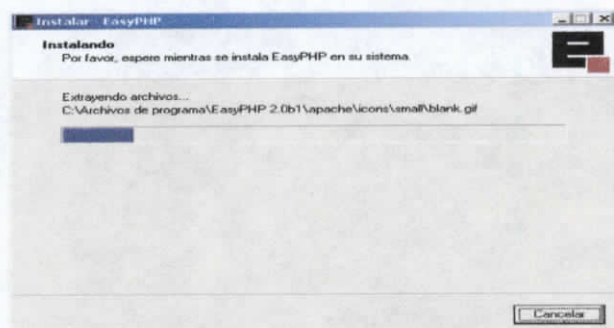 Instalar - EasyPHP
Instalando
Por favor, espere mientras se instala EasyPHP en su sistema.
Extrayendo archivos...
C:\Archivos de programa\EasyPHP 2.0b1\apache\icons\small\blank.gif
Cancelar